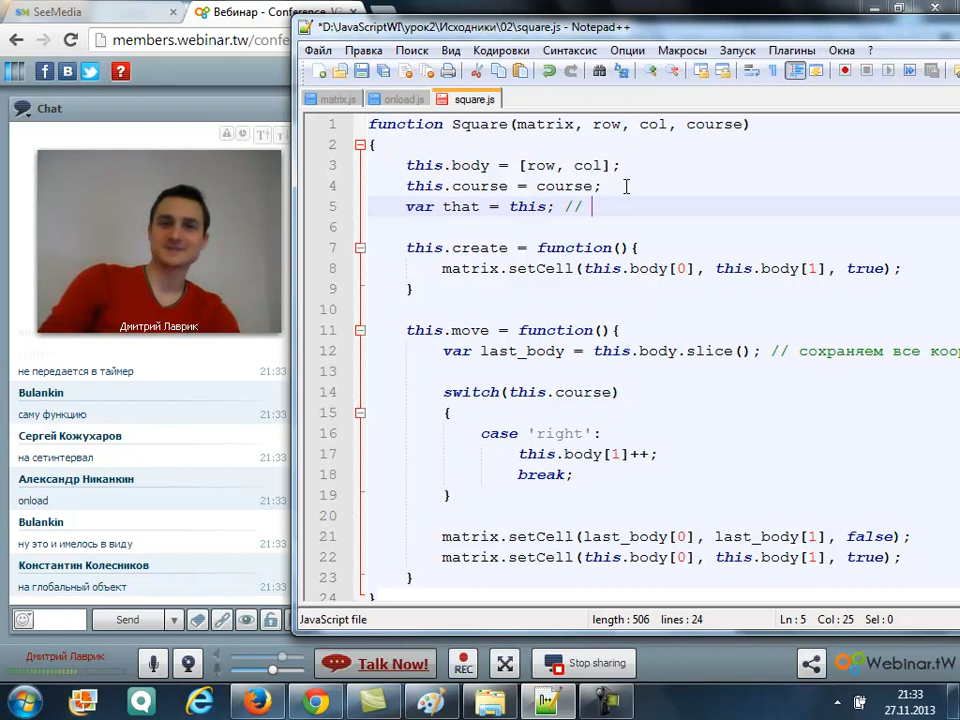 SeeMedia
Вебинар - Conference
members.webinar.tw/confe
Chat
Дмитрий Лаврик
не передается в таймер 21:33
Bulankin
саму функцию 21:33
Сергей Кожухаров
на сетинтервал 21:33
Александр Никанкин
onload 21:33
Bulankin
ну это и имелось в виду 21:33
Константин Колесников
на глобальный объект 21:33
Send
Дмитрий Лаврик
Talk Now!
REC
Stop sharing
Webinar.tw
*D:\JavaScriptWI\урок2\Исходники\02\square.js - Notepad++
Файл Правка Поиск Вид Кодировки Синтаксис Опции Макросы Запуск Плагины Окна ?
matrix.js onload.js square.js
1 function Square(matrix, row, col, course)
2 {
3 this.body = [row, col];
4 this.course = course;
5 var that = this; //
6
7 this.create = function(){
8 matrix.setCell(this.body[0], this.body[1], true);
9 }
10
11 this.move = function(){
12 var last_body = this.body.slice(); // сохраняем все коор
13
14 switch(this.course)
15 {
16 case 'right':
17 this.body[1]++;
18 break;
19 }
20
21 matrix.setCell(last_body[0], last_body[1], false);
22 matrix.setCell(this.body[0], this.body[1], true);
23 }
24 }
JavaScript file length : 506 lines : 24 Ln : 5 Col : 25 Sel : 0
21:33
27.11.2013